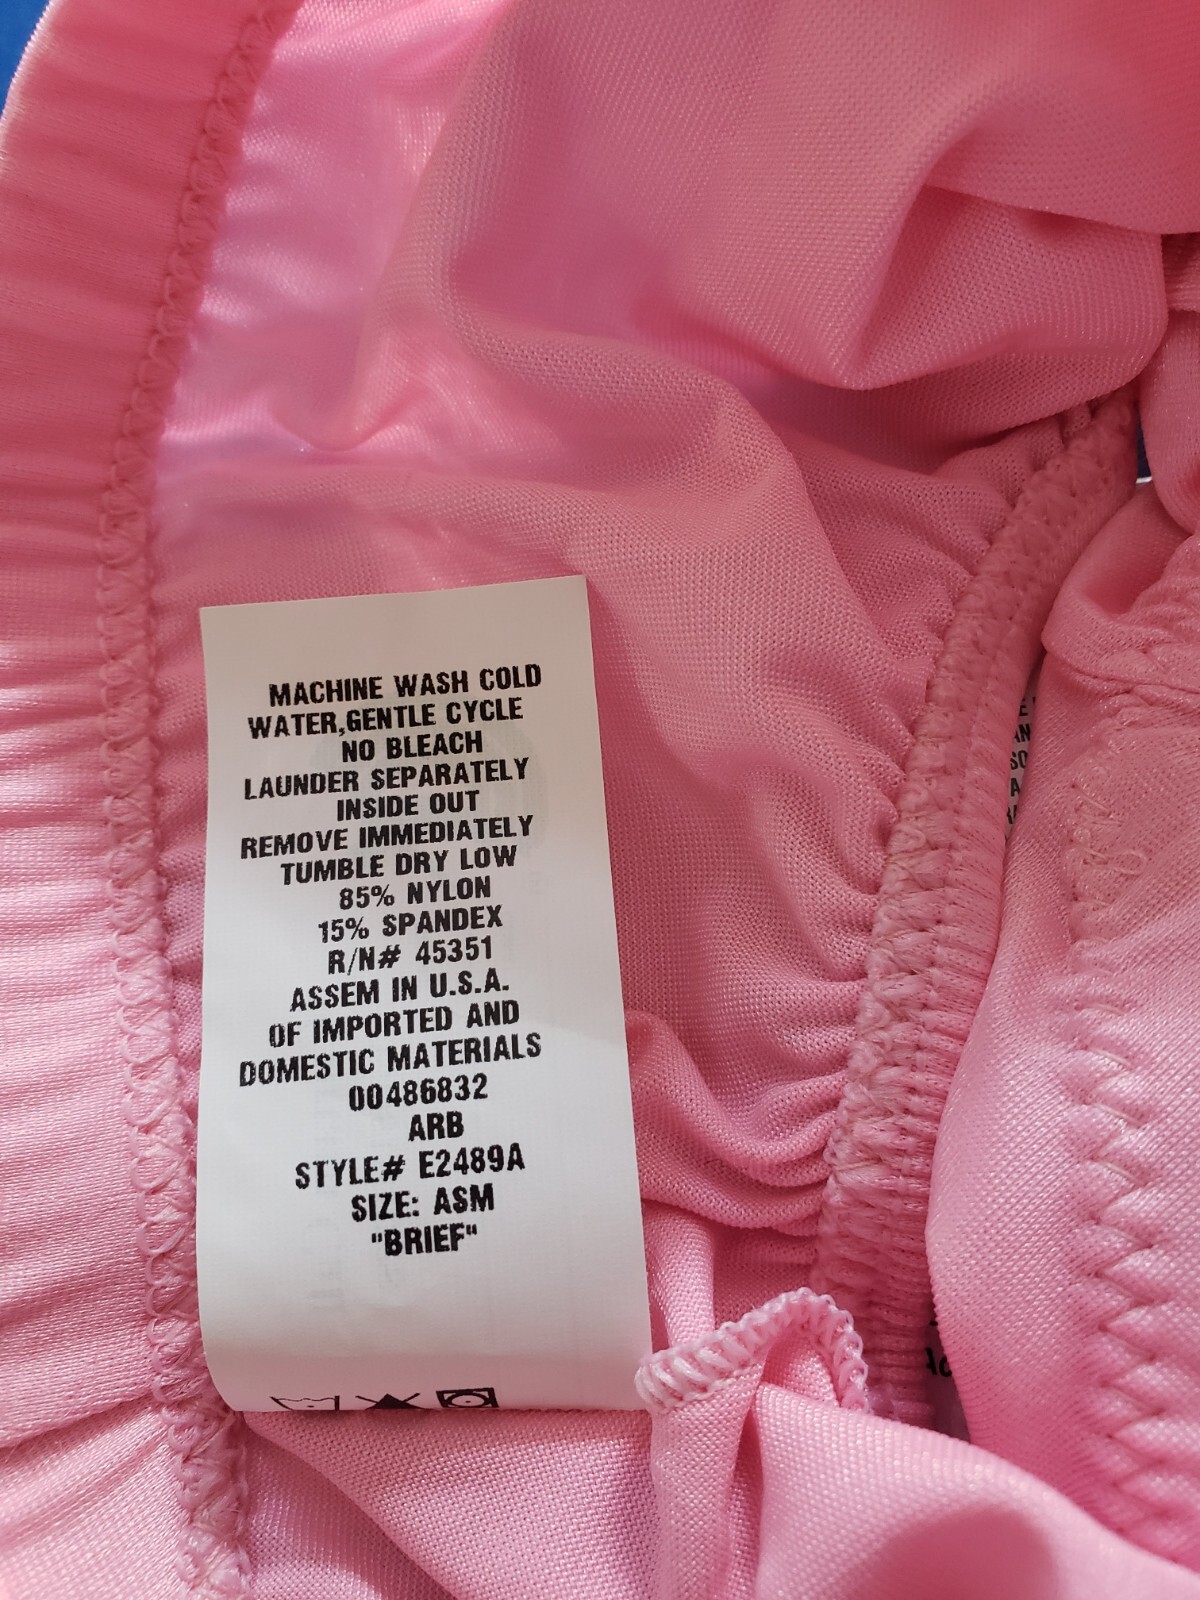 MACHINE WASH COLD
WATER,GENTLE CYCLE
NO BLEACH
LAUNDER SEPARATELY
INSIDE OUT
REMOVE IMMEDIATELY
TUMBLE DRY LOW
85% NYLON
15% SPANDEX
R/N# 45351
ASSEM IN U.S.A.
OF IMPORTED AND
DOMESTIC MATERIALS
00486832
ARB
STYLE# E2489A
SIZE: ASM
"BRIEF"